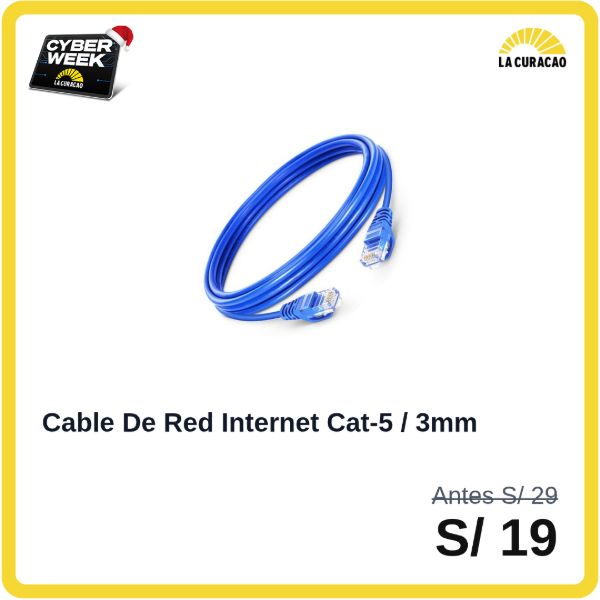 CYBER
WEEK
LA CURACAO
LA CURACAO
Cable De Red Internet Cat-5 / 3mm
Antes S/ 29
S/ 19